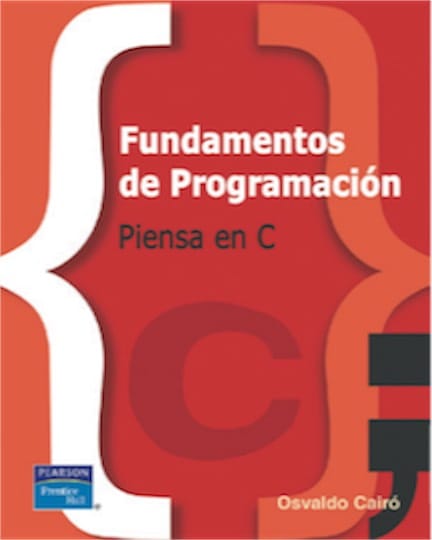 Fundamentos
de Programación
Piensa en C
C
PEARSON
Prentice
Hall
®
Osvaldo Cairó